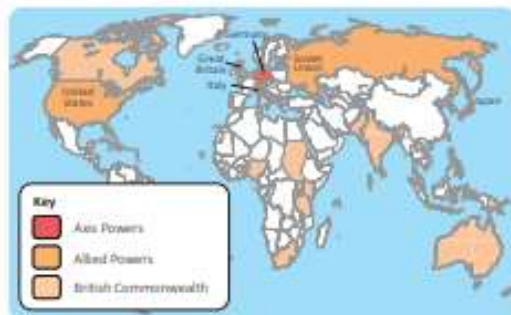 Germany
Great
Britain
Soviet
Union
Italy
United
States
Japan
Key
Axis Powers
Allied Powers
British Commonwealth